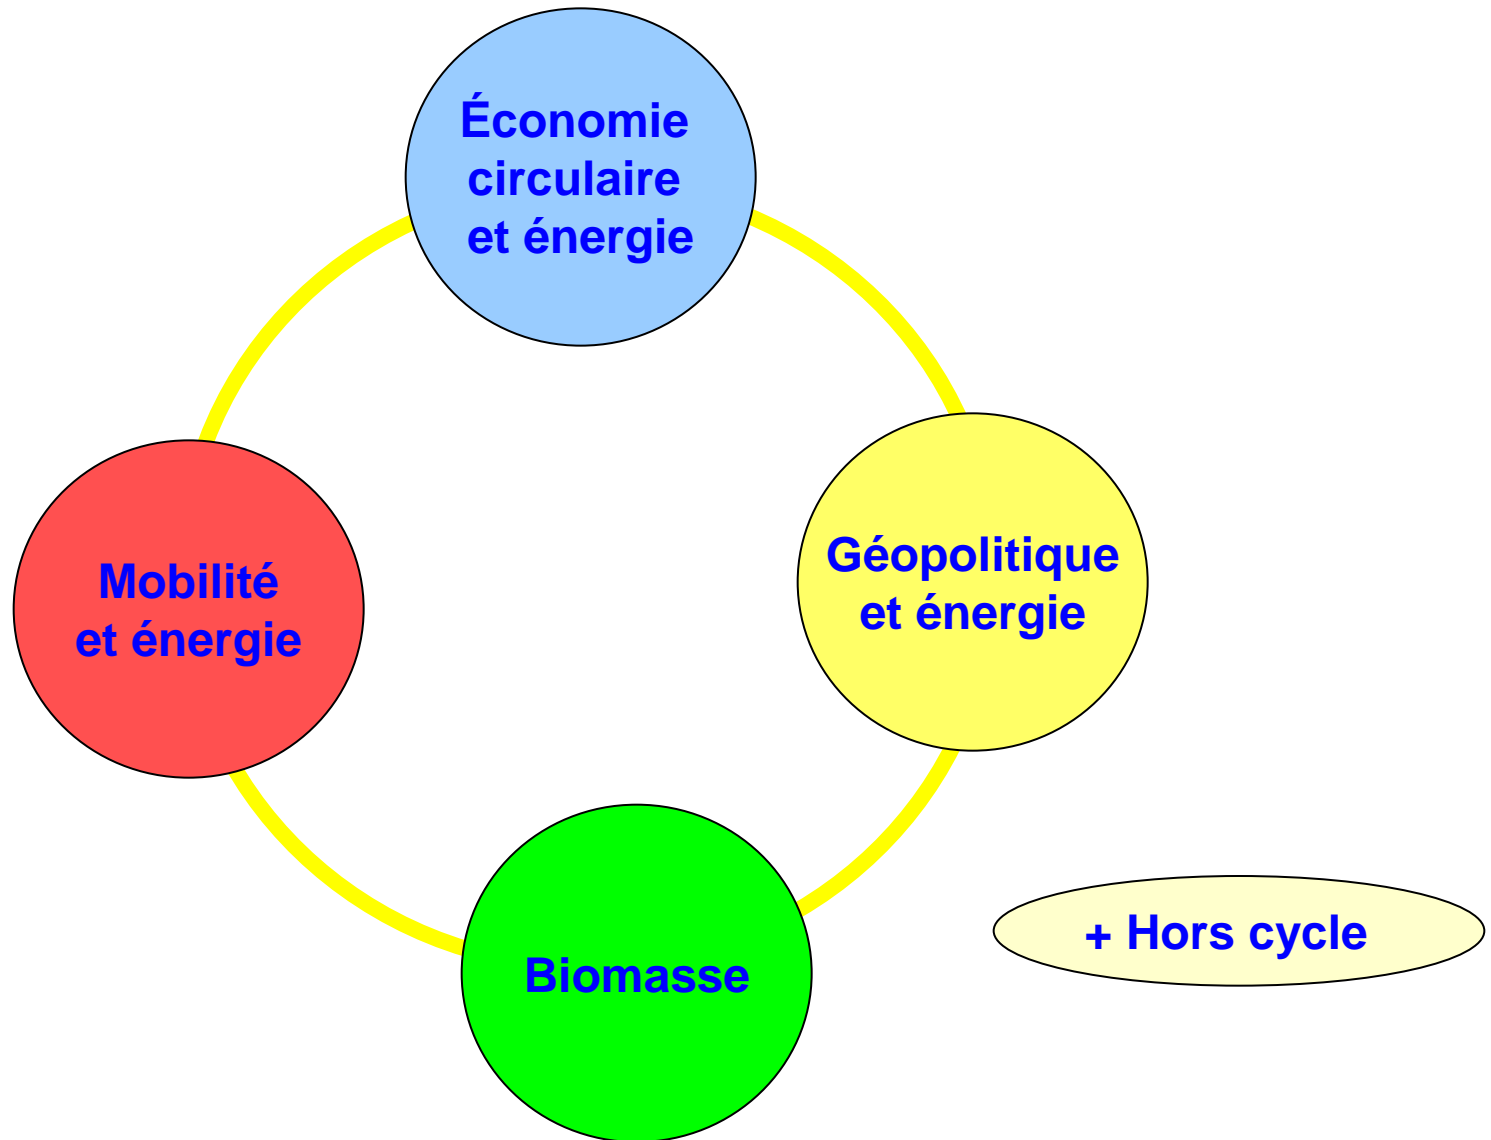 Économie
circulaire
et énergie
Géopolitique
et énergie
Mobilité
et énergie
+ Hors cycle
Biomasse